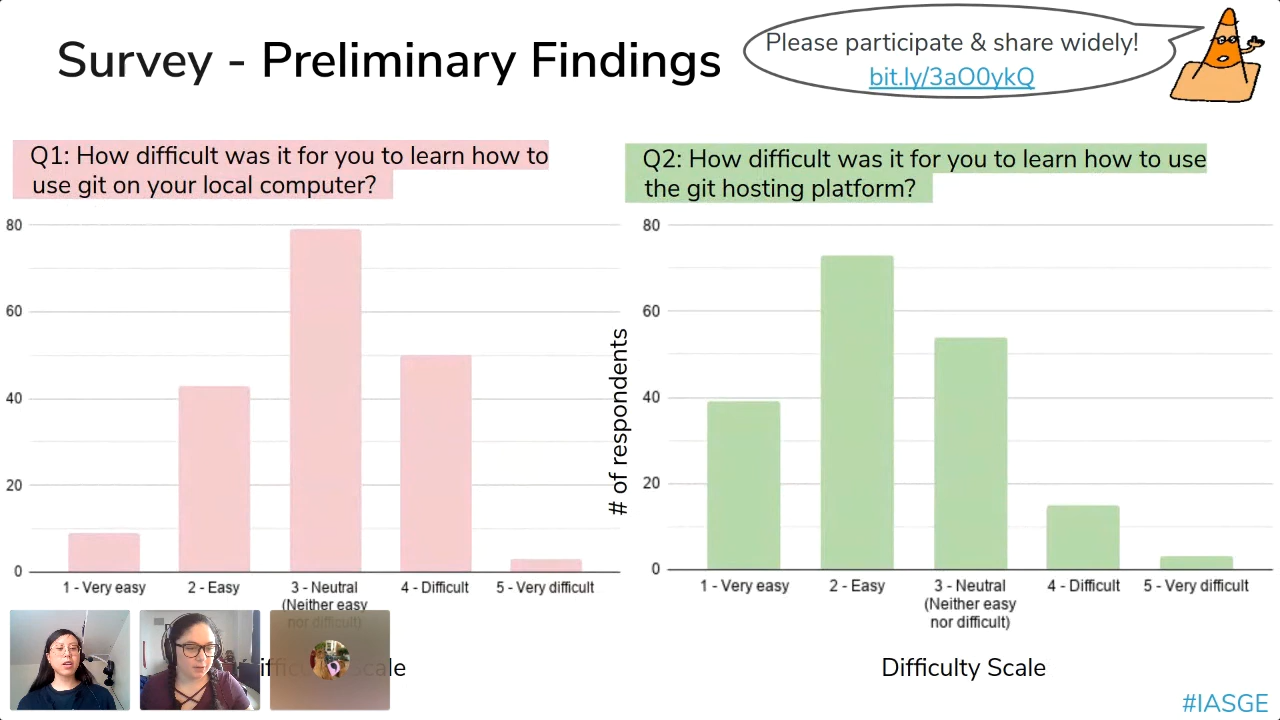 Survey - Preliminary Findings
Please participate & share widely!
bit.ly/3aO0ykQ
Q1: How difficult was it for you to learn how to
use git on your local computer?
80
60
40
20
0
1 - Very easy
2 - Easy
3 - Neutral
(Neither easy
nor difficult)
4 - Difficult
5 - Very difficult
Scale
Q2: How difficult was it for you to learn how to use
the git hosting platform?
# of respondents
80
60
40
20
0
1 - Very easy
2 - Easy
3 - Neutral
(Neither easy
nor difficult)
4 - Difficult
5 - Very difficult
Difficulty Scale
#IASGE